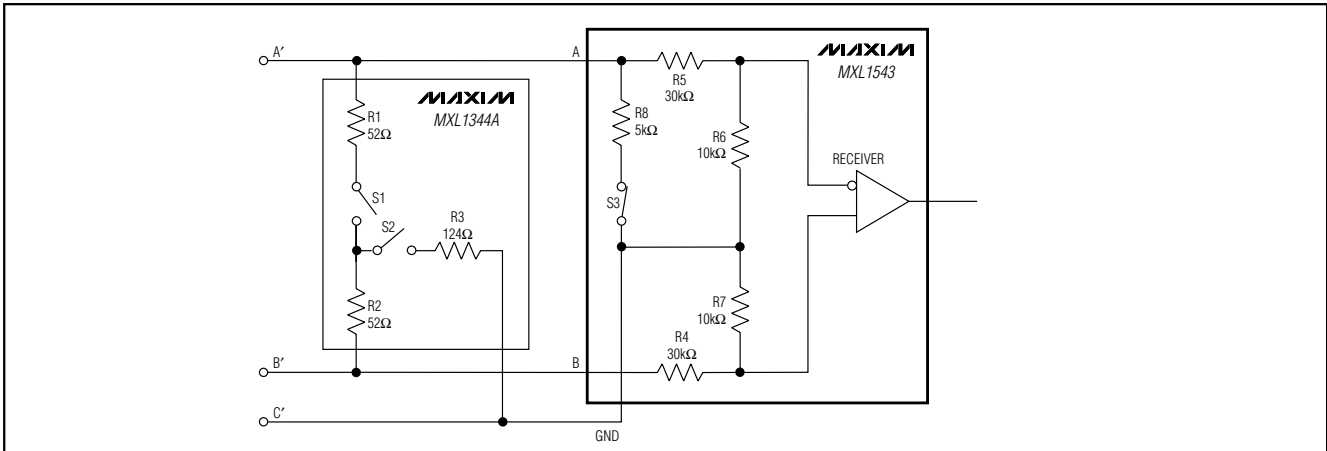 A′
A
MAXIM
MXL1543
R5
30kΩ
MAXIM
MXL1344A
R1
52Ω
R8
5kΩ
R6
10kΩ
RECEIVER
S1
S3
S2
R3
124Ω
R2
52Ω
R7
10kΩ
R4
30kΩ
B′
B
C′
GND